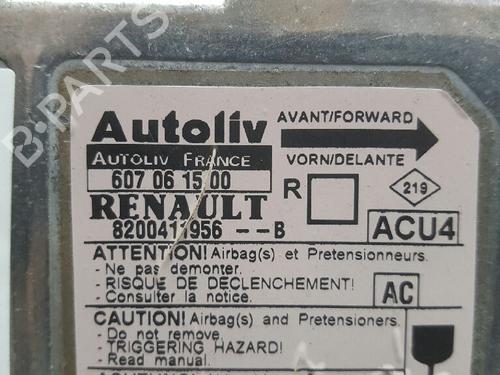 Autoliv
AVANT/FORWARD
AUTOLIV FRANCE
VORN/DELANTE
607 06 15 00
R
219
RENAULT
8200411956 --B
ACU4
ATTENTION! Airbag(s) et Pretensionneurs.
- Ne pas demonter.
- RISQUE DE DECLENCHEMENT!
- Consulter la notice.
AC
CAUTION! Airbag(s) and Pretensioners.
- Do not remove.
- TRIGGERING HAZARD!
- Read manual.
B-PARTS